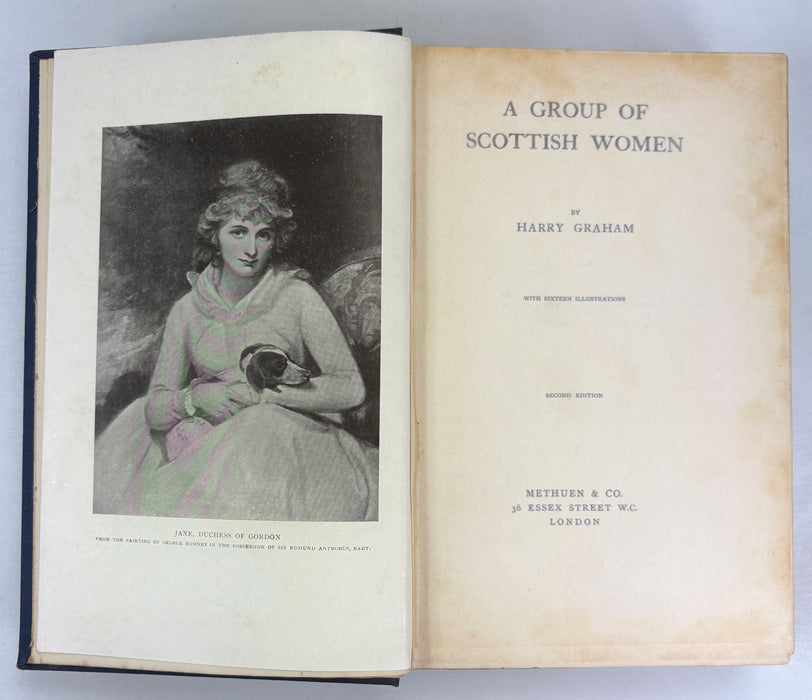 JANE, DUCHESS OF GORDON
FROM THE PAINTING BY GEORGE ROMNEY IN THE POSSESSION OF SIR EDMUND ANTROBUS, BART.
A GROUP OF
SCOTTISH WOMEN
BY
HARRY GRAHAM
WITH SIXTEEN ILLUSTRATIONS
SECOND EDITION
METHUEN & CO.
36 ESSEX STREET W.C.
LONDON